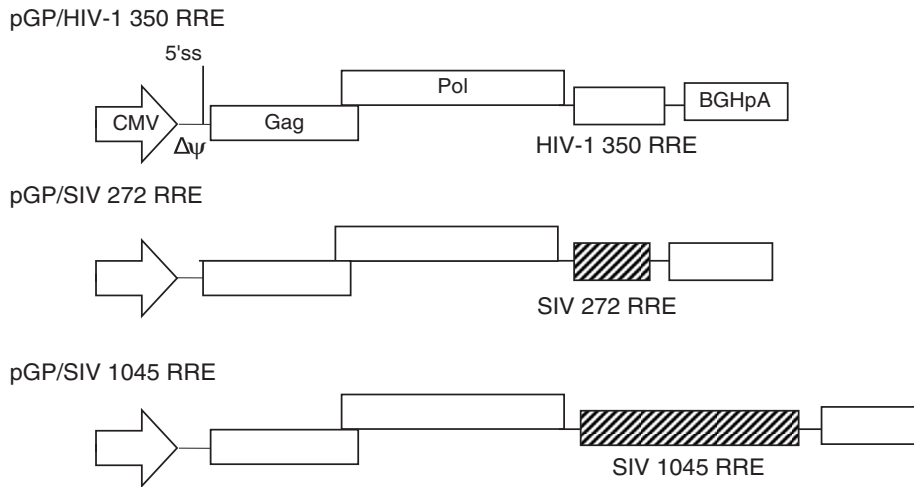 pGP/HIV-1 350 RRE
5'ss
CMV
Δψ
Gag
Pol
HIV-1 350 RRE
BGHpA
pGP/SIV 272 RRE
SIV 272 RRE
pGP/SIV 1045 RRE
SIV 1045 RRE